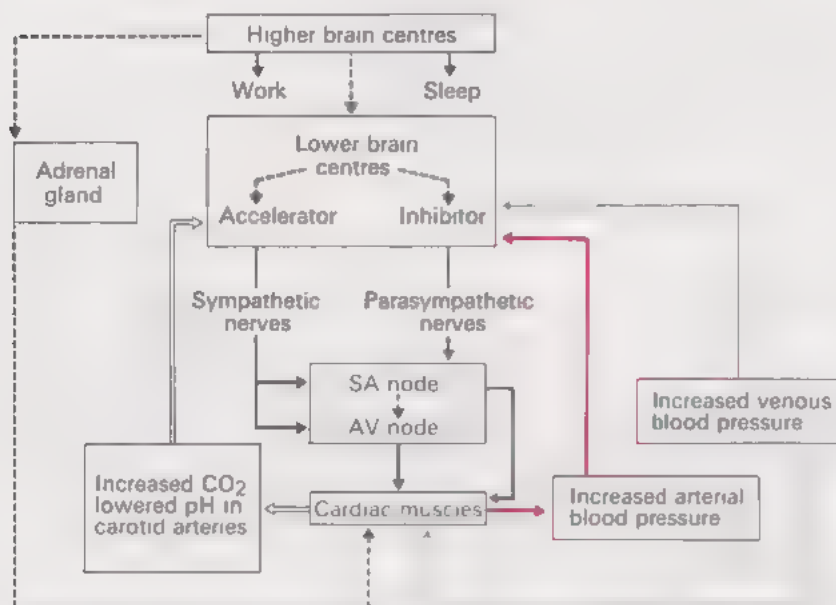 Higher brain centres
Work
Sleep
Lower brain
centres
Adrenal
gland
Accelerator
Inhibitor
Sympathetic
nerves
Parasympathetic
nerves
SA node
AV node
Increased venous
blood pressure
Increased CO₂
lowered pH in
carotid arteries
Cardiac muscles
Increased arterial
blood pressure